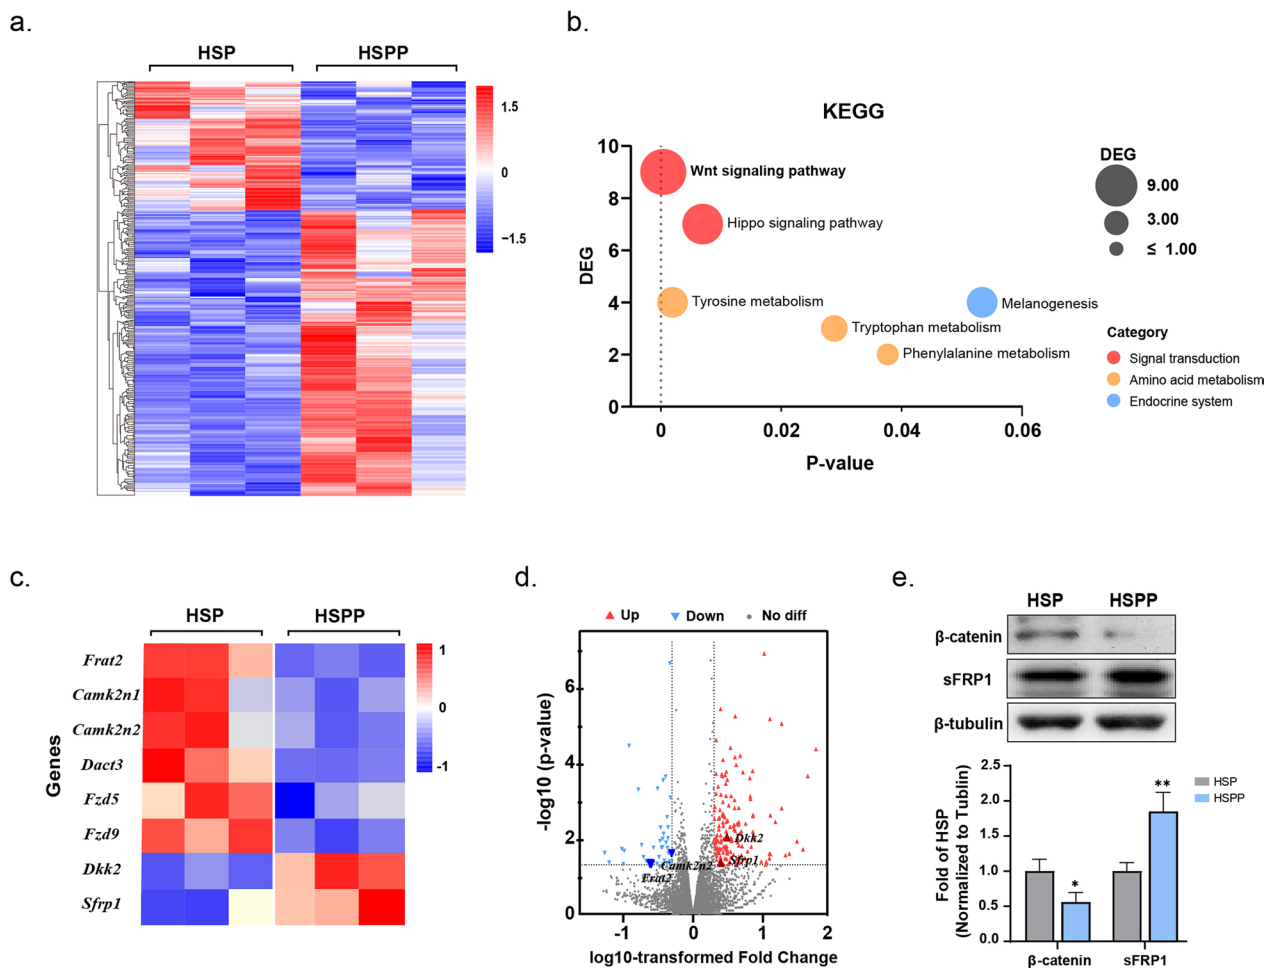 a.
HSP
HSPP
1.5
0
−1.5
b.
KEGG
10
8
6
4
2
0
DEG
Wnt signaling pathway
Hippo signaling pathway
Tyrosine metabolism
Melanogenesis
Tryptophan metabolism
Phenylalanine metabolism
0
0.02
0.04
0.06
P-value
DEG
9.00
3.00
≤ 1.00
Category
Signal transduction
Amino acid metabolism
Endocrine system
c.
HSP
HSPP
Genes
Frat2
Camk2n1
Camk2n2
Dact3
Fzd5
Fzd9
Dkk2
Sfrp1
1
0
-1
d.
Up
Down
No diff
-log10 (p-value)
6
4
2
0
Dkk2
Sfrp1
Camk2n2
Frat2
-1
0
1
2
log10-transformed Fold Change
e.
HSP
HSPP
β-catenin
sFRP1
β-tubulin
Fold of HSP
(Normalized to Tublin)
2.5
2.0
1.5
1.0
0.5
0.0
*
**
β-catenin
sFRP1
HSP
HSPP